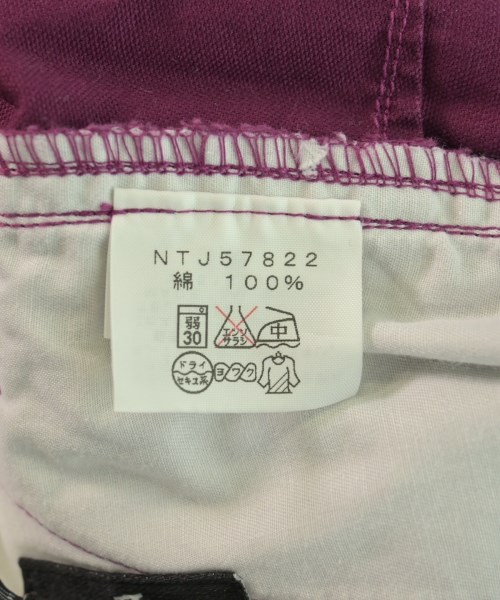 NTJ57822
綿 100%
弱 エンソ 中
30 サラシ
ドライ ヨワク
セキユ系